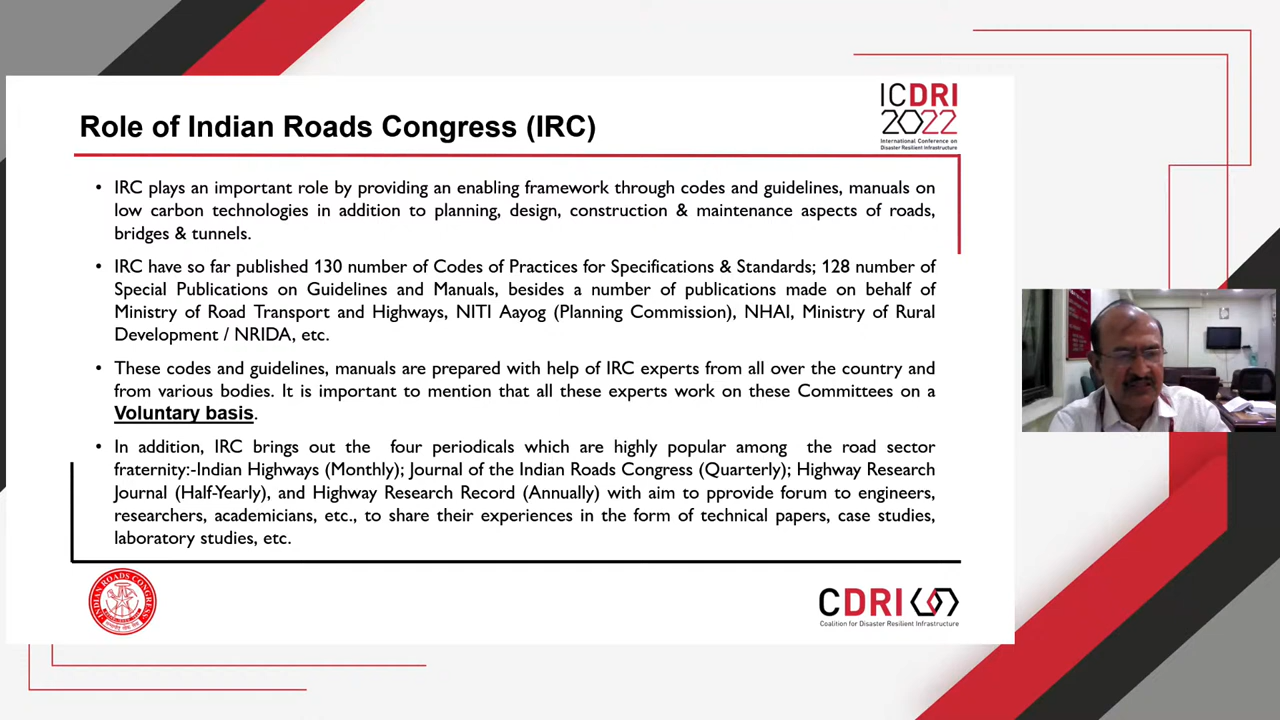 ICDRI
2022
International Conference on
Disaster Resilient Infrastructure
Role of Indian Roads Congress (IRC)
• IRC plays an important role by providing an enabling framework through codes and guidelines, manuals on
low carbon technologies in addition to planning, design, construction & maintenance aspects of roads,
bridges & tunnels.
• IRC have so far published 130 number of Codes of Practices for Specifications & Standards; 128 number of
Special Publications on Guidelines and Manuals, besides a number of publications made on behalf of
Ministry of Road Transport and Highways, NITI Aayog (Planning Commission), NHAI, Ministry of Rural
Development / NRIDA, etc.
• These codes and guidelines, manuals are prepared with help of IRC experts from all over the country and
from various bodies. It is important to mention that all these experts work on these Committees on a
Voluntary basis.
• In addition, IRC brings out the four periodicals which are highly popular among the road sector
fraternity:-Indian Highways (Monthly); Journal of the Indian Roads Congress (Quarterly); Highway Research
Journal (Half-Yearly), and Highway Research Record (Annually) with aim to pprovide forum to engineers,
researchers, academicians, etc., to share their experiences in the form of technical papers, case studies,
laboratory studies, etc.
INDIAN ROADS CONGRESS
CDRI
Coalition for Disaster Resilient Infrastructure